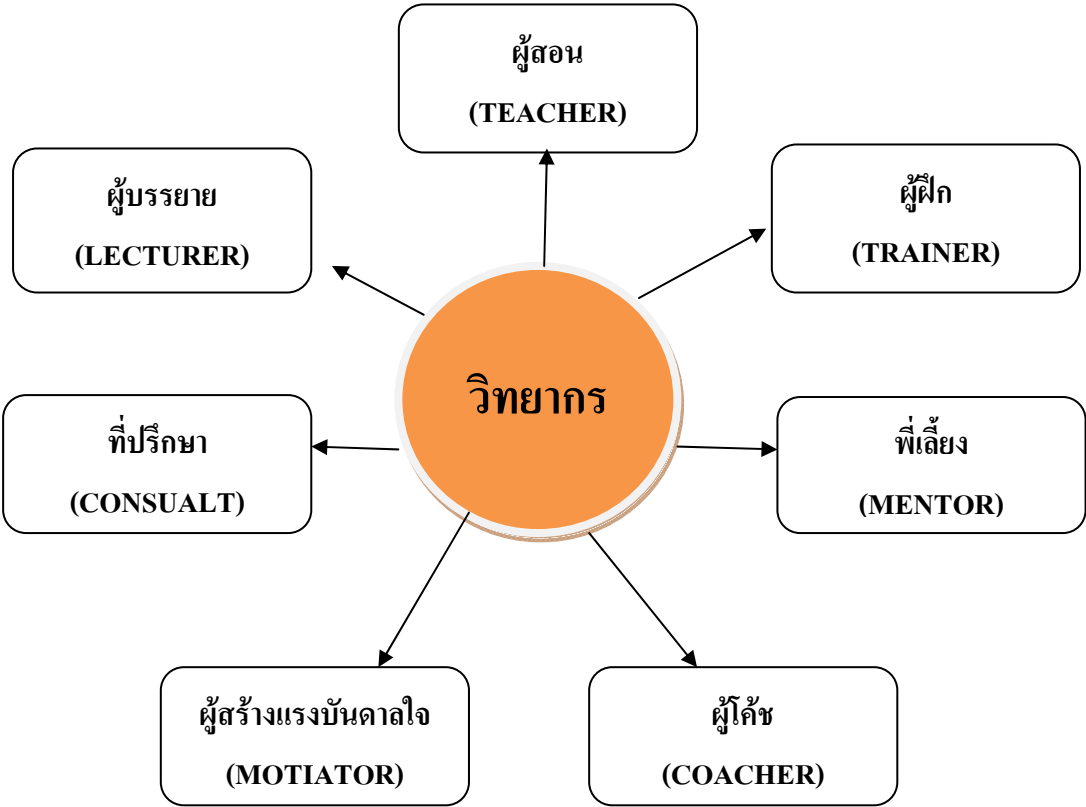 ผู้สอน
(TEACHER)
ผู้บรรยาย
(LECTURER)
ผู้ฝึก
(TRAINER)
วิทยากร
ที่ปรึกษา
(CONSUALT)
พี่เลี้ยง
(MENTOR)
ผู้สร้างแรงบันดาลใจ
(MOTIATOR)
ผู้โค้ช
(COACHER)